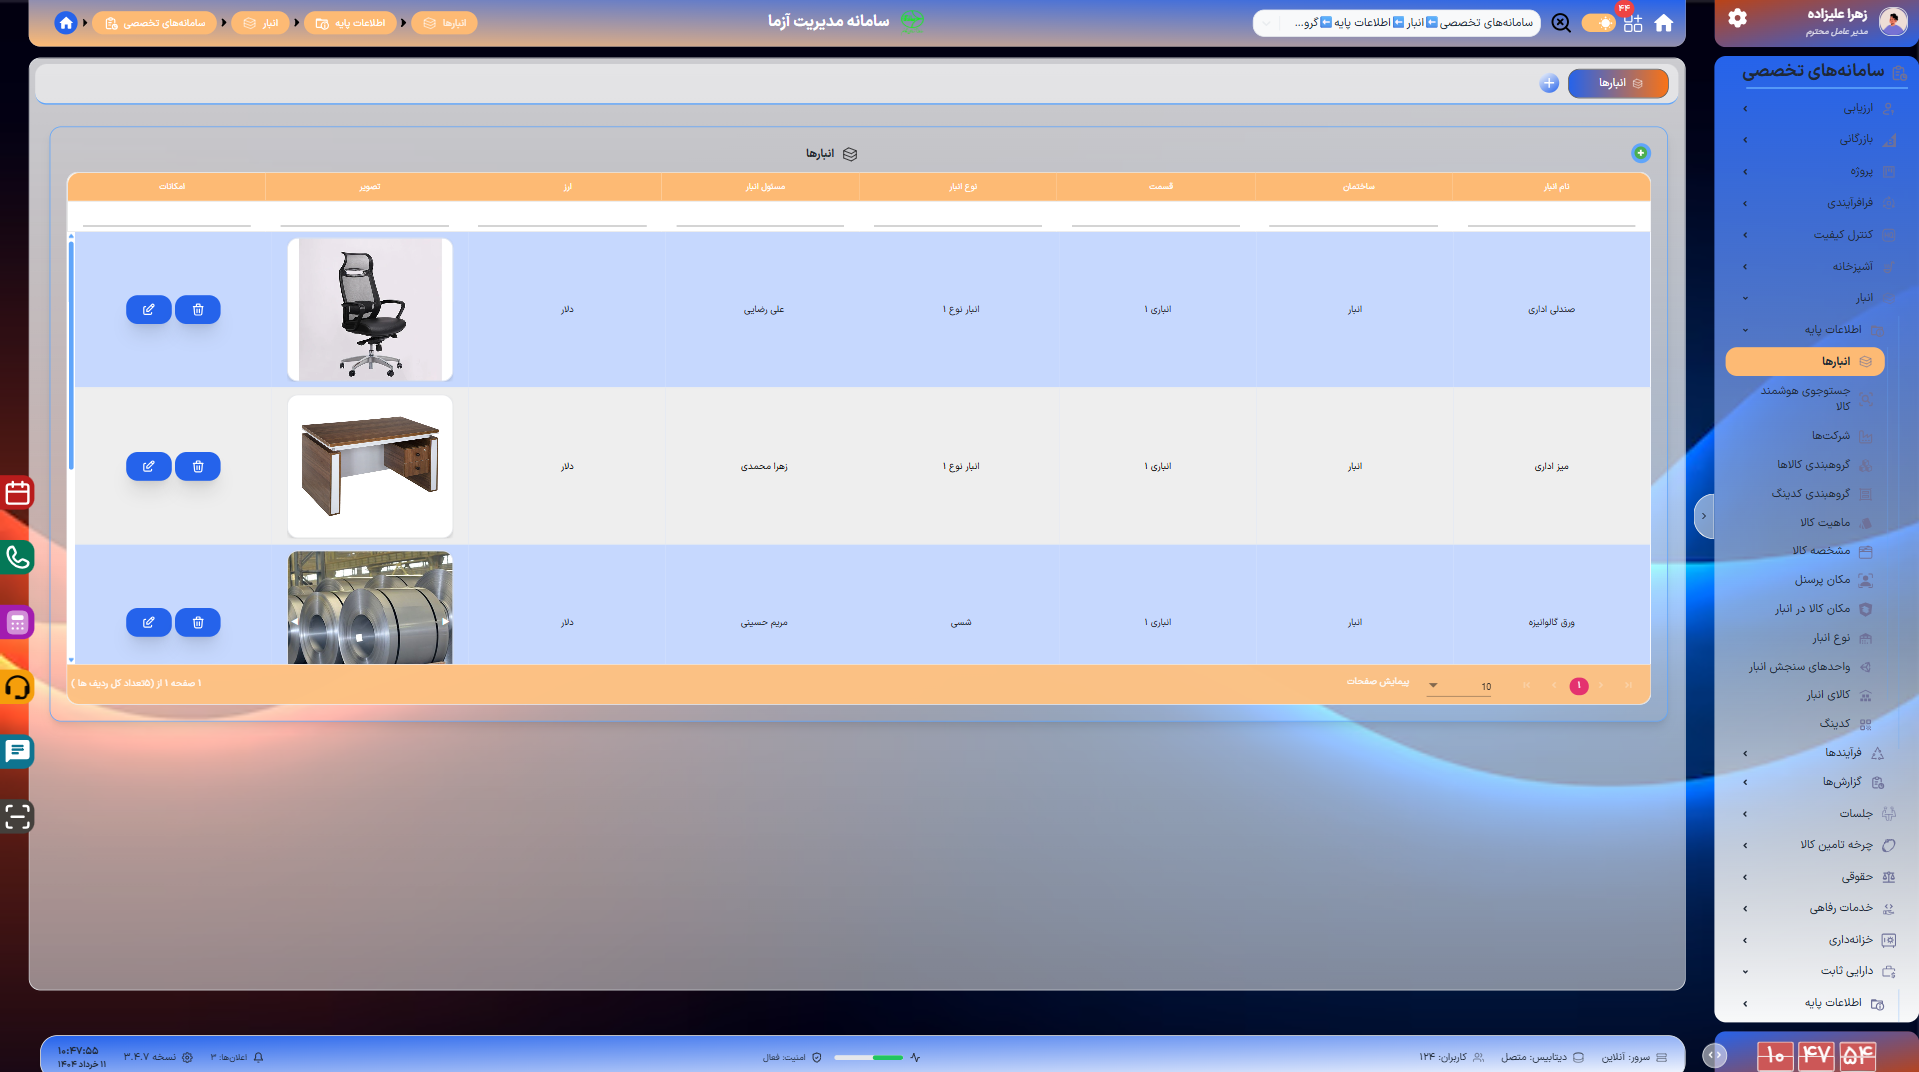 زهرا علیزاده
مدیر عامل محترم
۴۴
سامانه‌های تخصصی⬅انبار⬅اطلاعات پایه⬅گرو...
سامانه مدیریت آزما
انبارها
اطلاعات پایه
انبار
سامانه‌های تخصصی
سامانه‌های تخصصی
ارزیابی
بازرگانی
پروژه
فرافرآیندی
کنترل کیفیت
آشپزخانه
انبار
اطلاعات پایه
انبارها
جستوجوی هوشمند
کالا
شرکت‌ها
گروهبندی کالاها
گروهبندی کدینگ
ماهیت کالا
مشخصه کالا
مکان پرسنل
مکان کالا در انبار
نوع انبار
واحدهای سنجش انبار
کالای انبار
کدینگ
فرآیندها
گزارش‌ها
جلسات
چرخه تامین کالا
حقوقی
خدمات رفاهی
خزانه‌داری
دارایی ثابت
اطلاعات پایه
۱۰ ۴۷ ۵۴
انبارها
انبارها
نام انبار ساختمان قسمت نوع انبار مسئول انبار ارز تصویر امکانات
صندلی اداری انبار انباری ۱ انبار نوع ۱ علی رضایی دلار
میز اداری انبار انباری ۱ انبار نوع ۱ زهرا محمدی دلار
ورق گالوانیزه انبار انباری ۱ شسی مریم حسینی دلار
۱ 10 پیمایش صفحات
۱ صفحه ۱ از (۵تعداد کل ردیف ها )
سرور: آنلاین دیتابیس: متصل کاربران: ۱۲۴
امنیت: فعال
اعلان‌ها: ۳ نسخه ۳.۴.۷
۱۰:۴۷:۵۵
۱۱ خرداد ۱۴۰۴